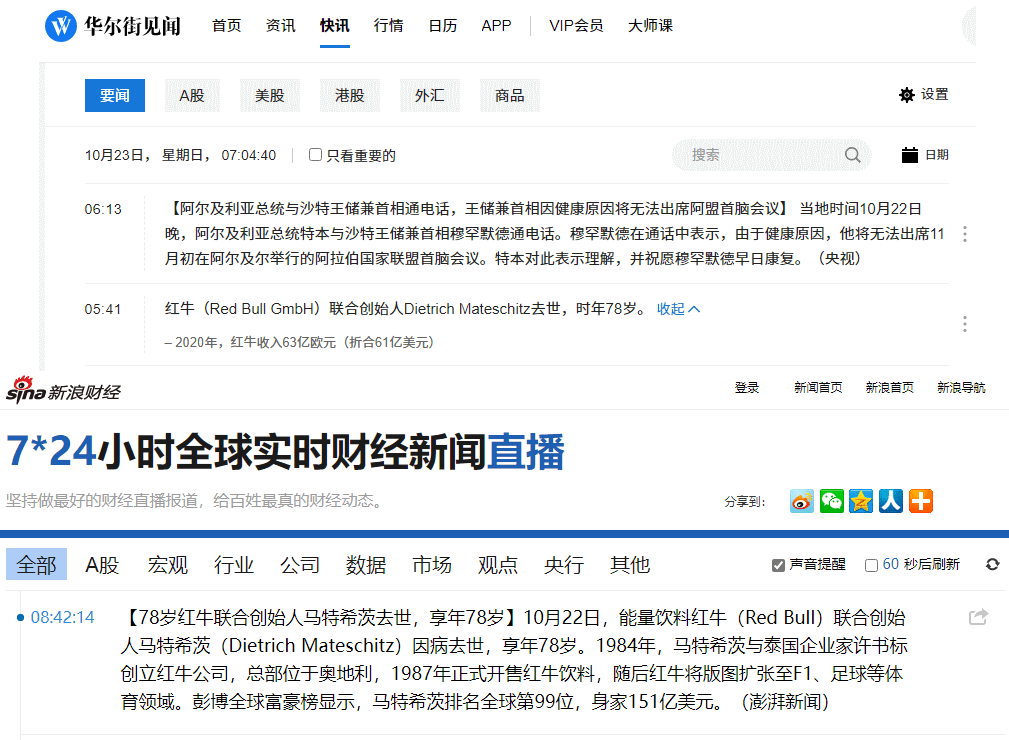 华尔街见闻 首页 资讯 快讯 行情 日历 APP VIP会员 大师课
要闻 A股 美股 港股 外汇 商品 设置
10月23日， 星期日， 07:04:40 只看重要的 搜索 日期
06:13 【阿尔及利亚总统与沙特王储兼首相通电话，王储兼首相因健康原因将无法出席阿盟首脑会议】 当地时间10月22日
晚，阿尔及利亚总统特本与沙特王储兼首相穆罕默德通电话。穆罕默德在通话中表示，由于健康原因，他将无法出席11
月初在阿尔及尔举行的阿拉伯国家联盟首脑会议。特本对此表示理解，并祝愿穆罕默德早日康复。（央视）
05:41 红牛（Red Bull GmbH）联合创始人Dietrich Mateschitz去世，时年78岁。 收起
– 2020年，红牛收入63亿欧元（折合61亿美元）
sina 新浪财经 登录 新闻首页 新浪首页 新浪导航
7*24小时全球实时财经新闻直播
坚持做最好的财经直播报道，给百姓最真的财经动态。 分享到：
全部 A股 宏观 行业 公司 数据 市场 观点 央行 其他 声音提醒 60 秒后刷新
08:42:14 【78岁红牛联合创始人马特希茨去世，享年78岁】10月22日，能量饮料红牛（Red Bull）联合创始
人马特希茨（Dietrich Mateschitz）因病去世，享年78岁。1984年，马特希茨与泰国企业家许书标
创立红牛公司，总部位于奥地利，1987年正式开售红牛饮料，随后红牛将版图扩张至F1、足球等体
育领域。彭博全球富豪榜显示，马特希茨排名全球第99位，身家151亿美元。（澎湃新闻）